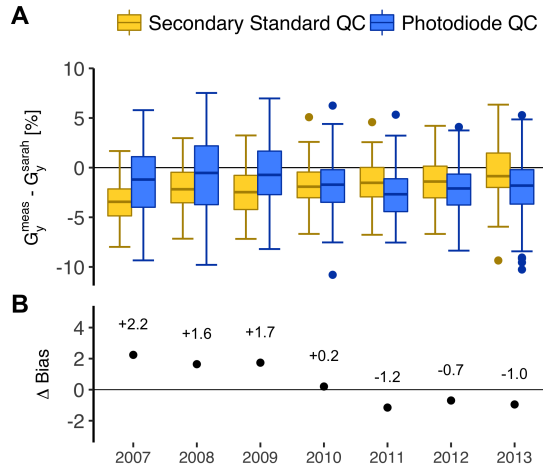 A
Secondary Standard QC Photodiode QC
G_y^meas - G_y^sarah [%]
10
5
0
-5
-10
B
Δ Bias
4
2
0
-2
+2.2
+1.6
+1.7
+0.2
-1.2
-0.7
-1.0
2007 2008 2009 2010 2011 2012 2013